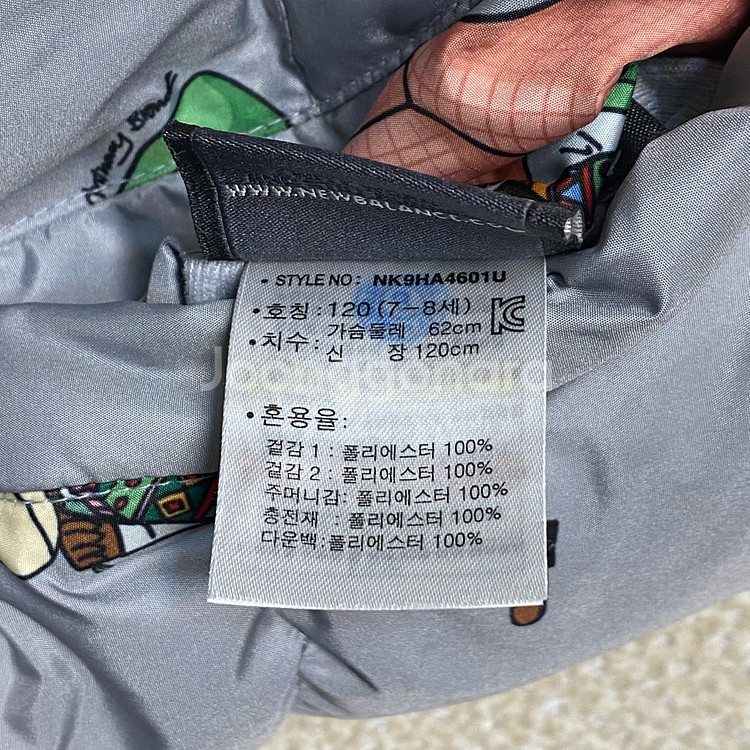 WWW.NEWBALANCE.CO
• STYLE NO: NK9HA4601U
• 호칭: 120 (7-8세)
가슴둘레 62cm
• 치수: 신 장 120cm
• 혼용율:
겉감 1 : 폴리에스터 100%
겉감 2 : 폴리에스터 100%
주머니감: 폴리에스터 100%
충전재 : 폴리에스터 100%
다운백:폴리에스터 100%